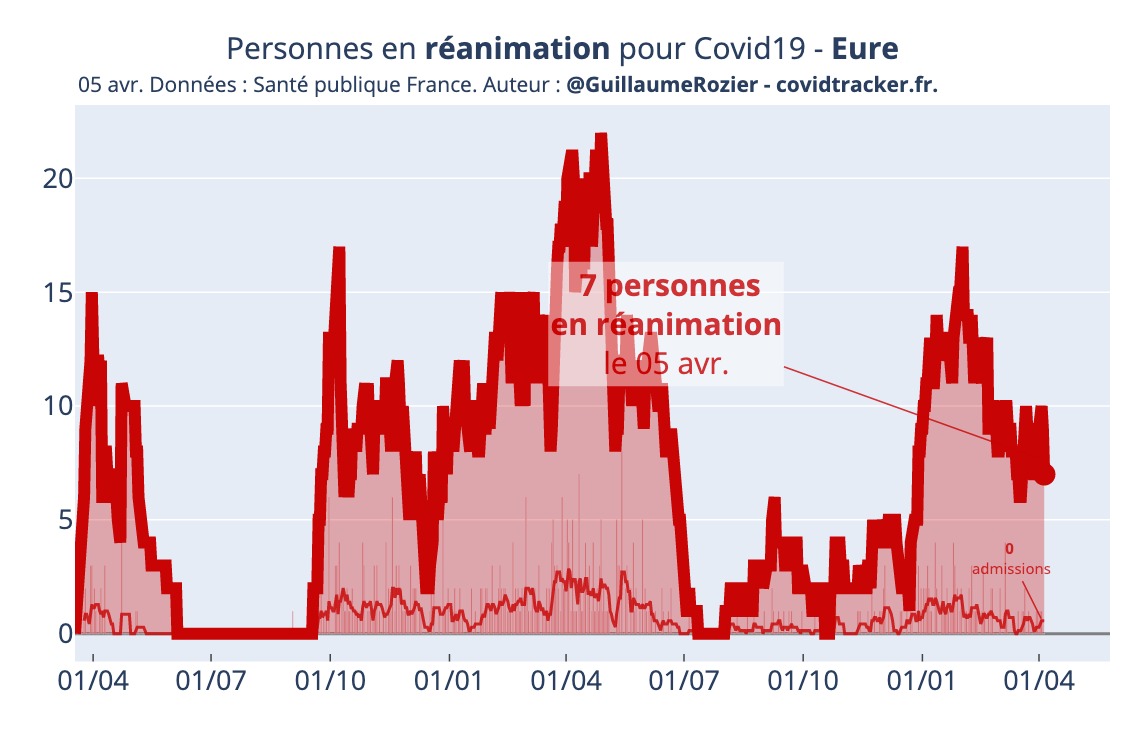 Personnes en réanimation pour Covid19 - Eure
05 avr. Données : Santé publique France. Auteur : @GuillaumeRozier - covidtracker.fr.
20
15
10
5
0
7 personnes
en réanimation
le 05 avr.
0
admissions
01/04 01/07 01/10 01/01 01/04 01/07 01/10 01/01 01/04